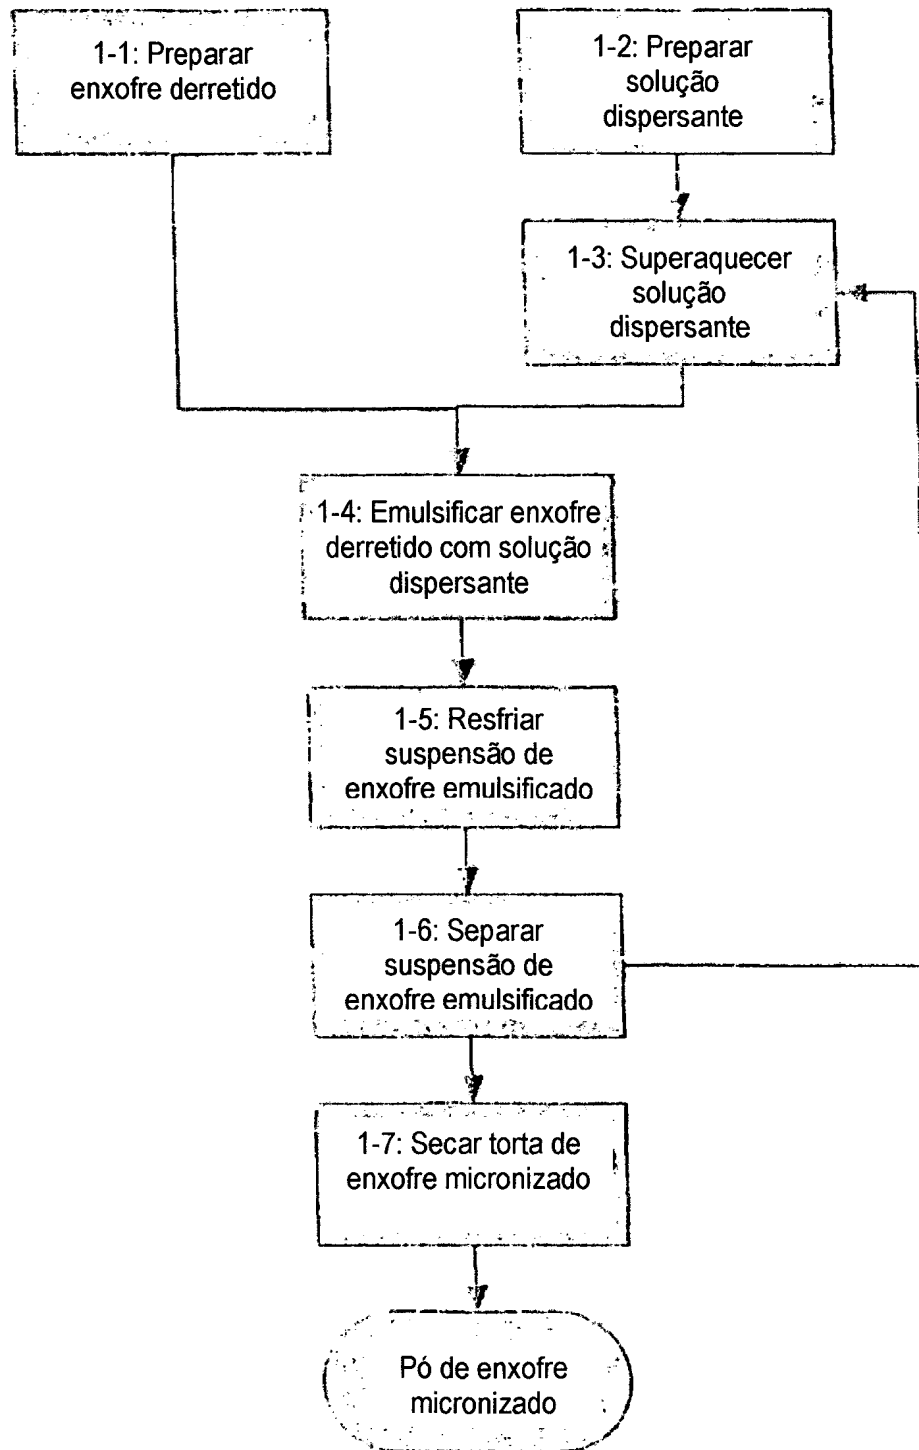 1-1: Preparar
enxofre derretido
1-2: Preparar
solução
dispersante
1-3: Superaquecer
solução
dispersante
1-4: Emulsificar enxofre
derretido com solução
dispersante
1-5: Resfriar
suspensão de
enxofre emulsificado
1-6: Separar
suspensão de
enxofre emulsificado
1-7: Secar torta de
enxofre micronizado
Pó de enxofre
micronizado